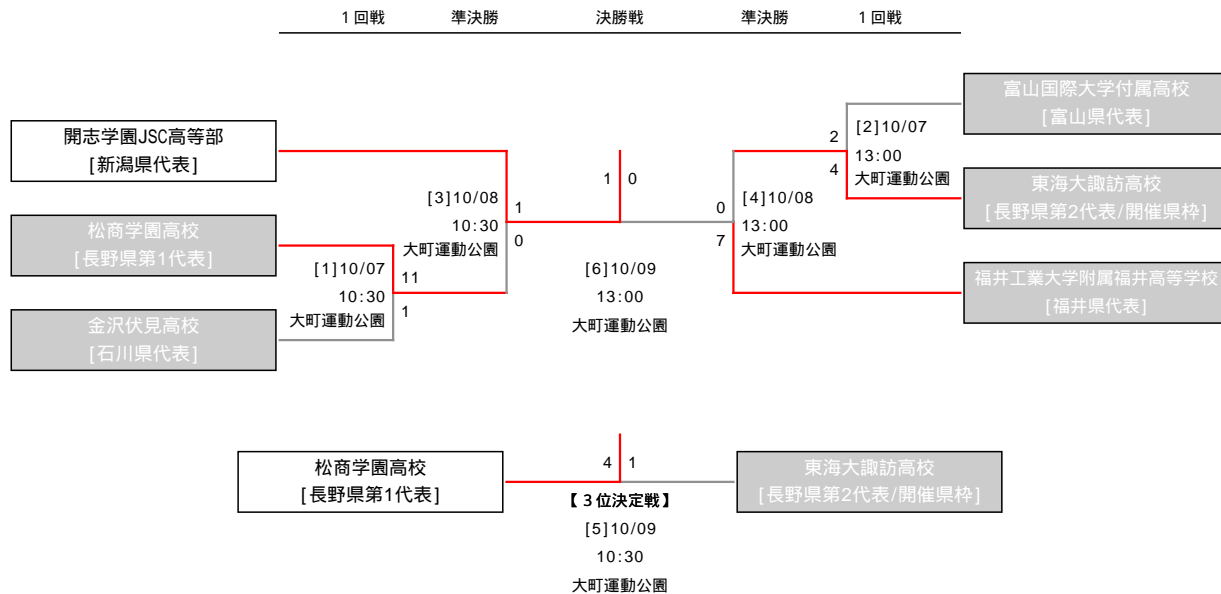 １回戦
準決勝
決勝戦
準決勝
１回戦
開志学園JSC高等部
[新潟県代表]
松商学園高校
[長野県第1代表]
金沢伏見高校
[石川県代表]
[1]10/07
10:30
大町運動公園
11
1
[3]10/08
10:30
大町運動公園
1
0
1
0
[6]10/09
13:00
大町運動公園
0
7
[4]10/08
13:00
大町運動公園
2
4
[2]10/07
13:00
大町運動公園
富山国際大学付属高校
[富山県代表]
東海大諏訪高校
[長野県第2代表/開催県枠]
福井工業大学附属福井高等学校
[福井県代表]
松商学園高校
[長野県第1代表]
4
1
【３位決定戦】
[5]10/09
10:30
大町運動公園
東海大諏訪高校
[長野県第2代表/開催県枠]